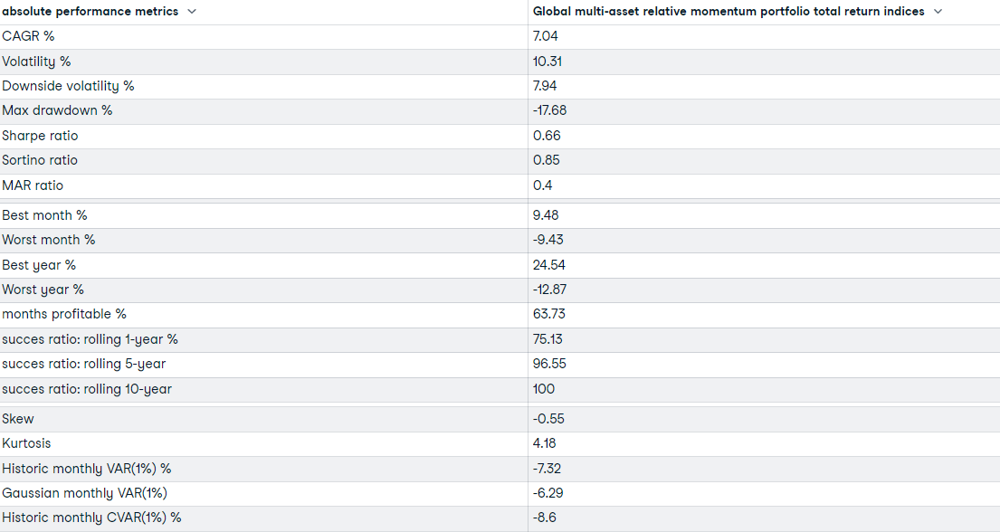 absolute performance metrics Global multi-asset relative momentum portfolio total return indices
CAGR % 7.04
Volatility % 10.31
Downside volatility % 7.94
Max drawdown % -17.68
Sharpe ratio 0.66
Sortino ratio 0.85
MAR ratio 0.4
Best month % 9.48
Worst month % -9.43
Best year % 24.54
Worst year % -12.87
months profitable % 63.73
succes ratio: rolling 1-year % 75.13
succes ratio: rolling 5-year 96.55
succes ratio: rolling 10-year 100
Skew -0.55
Kurtosis 4.18
Historic monthly VAR(1%) % -7.32
Gaussian monthly VAR(1%) -6.29
Historic monthly CVAR(1%) % -8.6